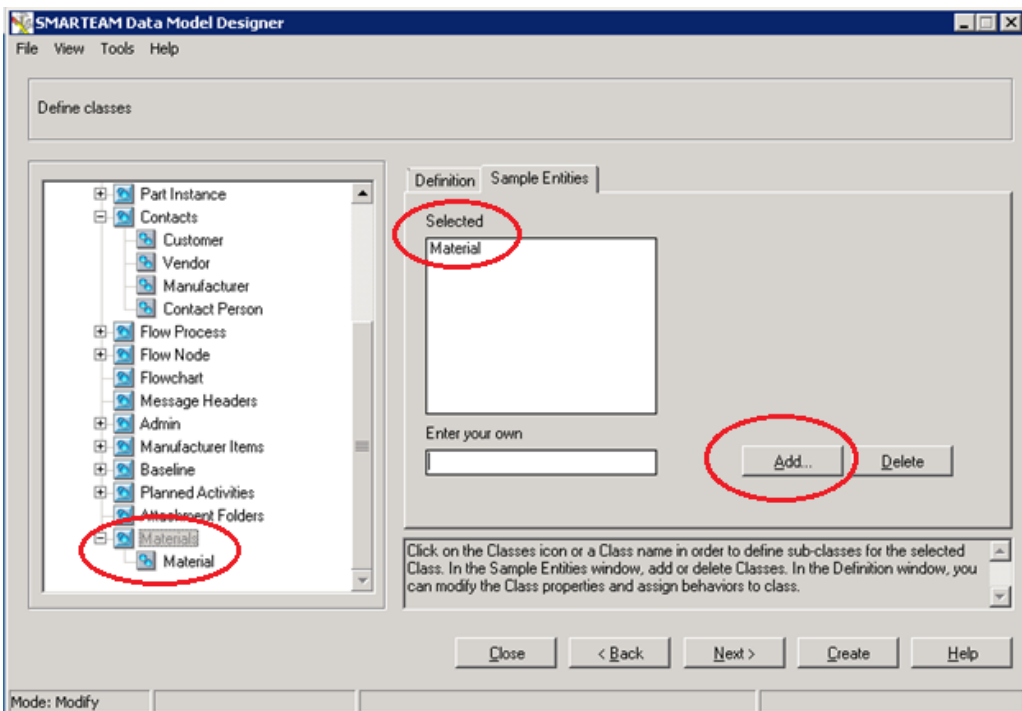 SMARTEAM Data Model Designer
File View Tools Help
Define classes
Part Instance
Contacts
Customer
Vendor
Manufacturer
Contact Person
Flow Process
Flow Node
Flowchart
Message Headers
Admin
Manufacturer Items
Baseline
Planned Activities
Attachment Folders
Materials
Material
Definition Sample Entities
Selected
Material
Enter your own
Add... Delete
Click on the Classes icon or a Class name in order to define sub-classes for the selected
Class. In the Sample Entities window, add or delete Classes. In the Definition window, you
can modify the Class properties and assign behaviors to class.
Close < Back Next > Create Help
Mode: Modify